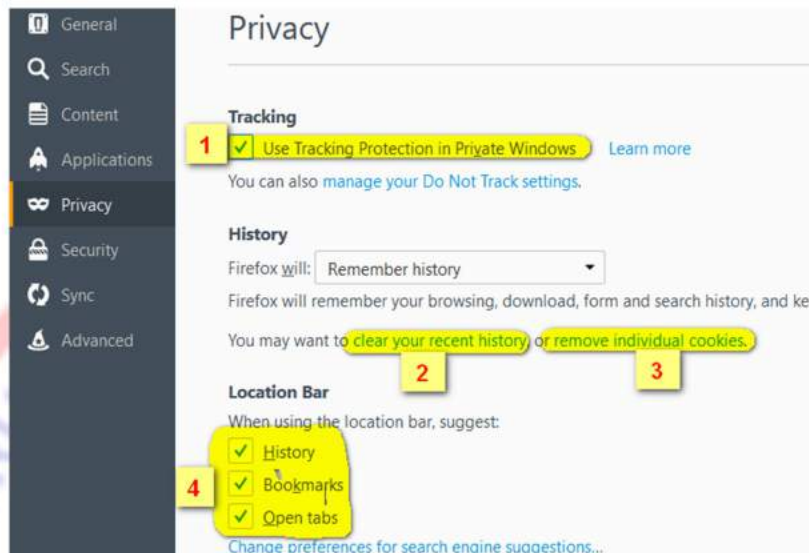 General
Search
Content
Applications
Privacy
Security
Sync
Advanced
Privacy
Tracking
1
Use Tracking Protection in Private Windows Learn more
You can also manage your Do Not Track settings.
History
Firefox will: Remember history
Firefox will remember your browsing, download, form and search history, and ke
You may want to clear your recent history, or remove individual cookies.
2
3
Location Bar
When using the location bar, suggest:
History
4
Bookmarks
Open tabs
Change preferences for search engine suggestions...